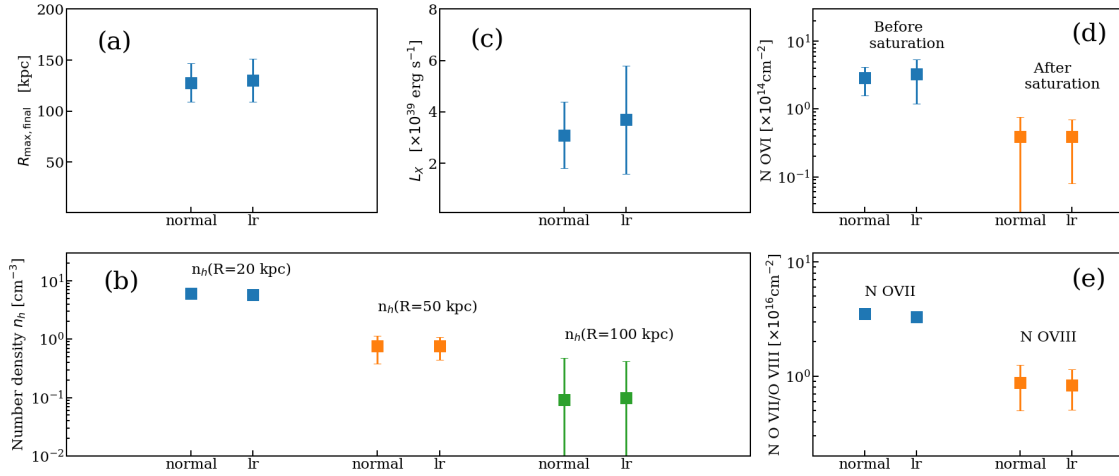 200
150
100
50
R_max,final [kpc]
(a)
normal lr
8
6
4
2
L_X [×10^39 erg s^−1]
(c)
normal lr
10^1
10^0
10^−1
N OVI [×10^14 cm^−2]
Before
saturation
After
saturation
(d)
normal lr normal lr
10^1
10^0
10^−1
10^−2
Number density n_h [cm^−3]
(b)
n_h(R=20 kpc)
n_h(R=50 kpc)
n_h(R=100 kpc)
normal lr normal lr normal lr
10^1
10^0
N O VII/O VIII [×10^16 cm^−2]
(e)
N OVII
N OVIII
normal lr normal lr